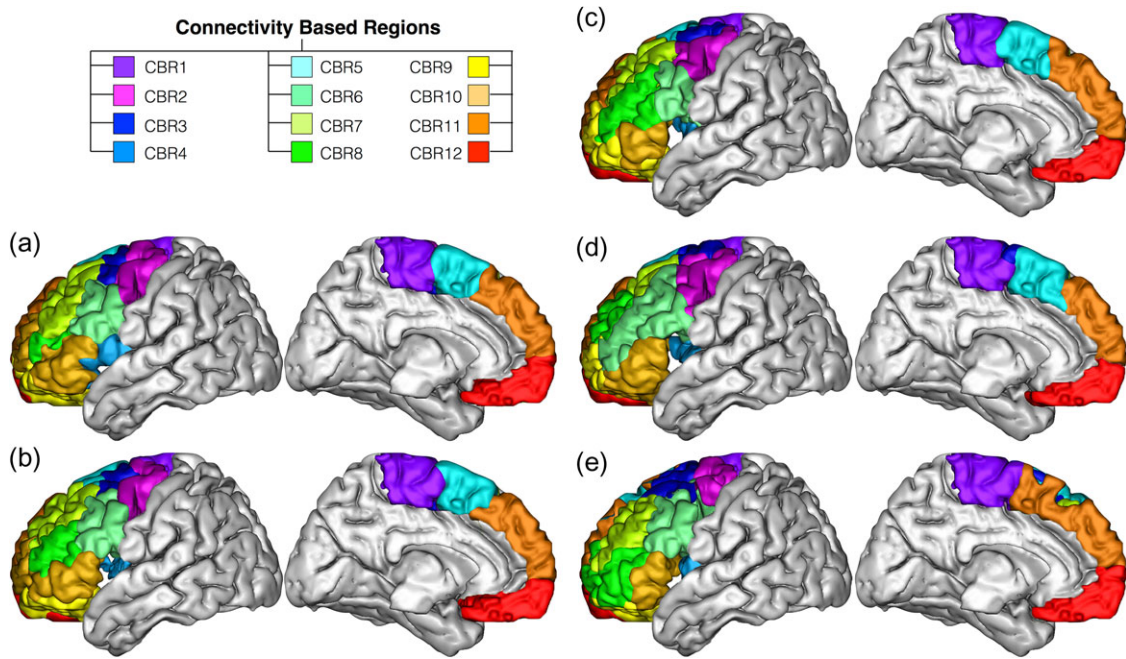 Connectivity Based Regions
CBR1 CBR5 CBR9
CBR2 CBR6 CBR10
CBR3 CBR7 CBR11
CBR4 CBR8 CBR12
(c)
(a)
(d)
(b)
(e)